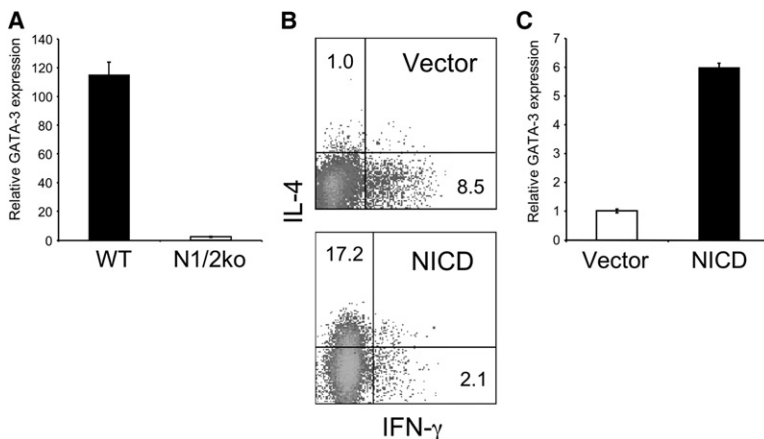 A
Relative GATA-3 expression
140
120
100
80
60
40
20
0
WT
N1/2ko
B
1.0
Vector
8.5
17.2
NICD
2.1
IL-4
IFN-γ
C
Relative GATA-3 expression
7
6
5
4
3
2
1
0
Vector
NICD